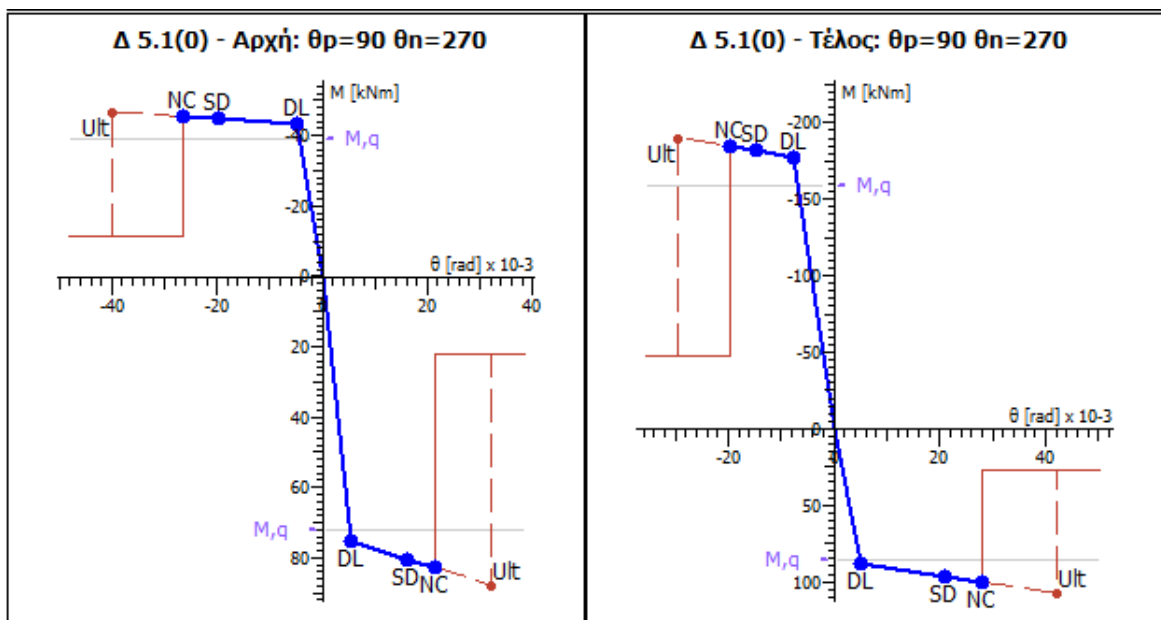 Δ 5.1(0) - Αρχή: θp=90 θn=270
M [kNm]
NC SD DL
Ult
-40
M,q
-20
θ [rad] x 10-3
0
-40 -20 20 40
20
40
60
M,q
80
DL SD NC Ult
Δ 5.1(0) - Τέλος: θp=90 θn=270
M [kNm]
-200
NC SD DL
Ult
M,q
-150
-100
-50
θ [rad] x 10-3
0
-20 0 20 40
50
M,q
100
DL SD NC Ult